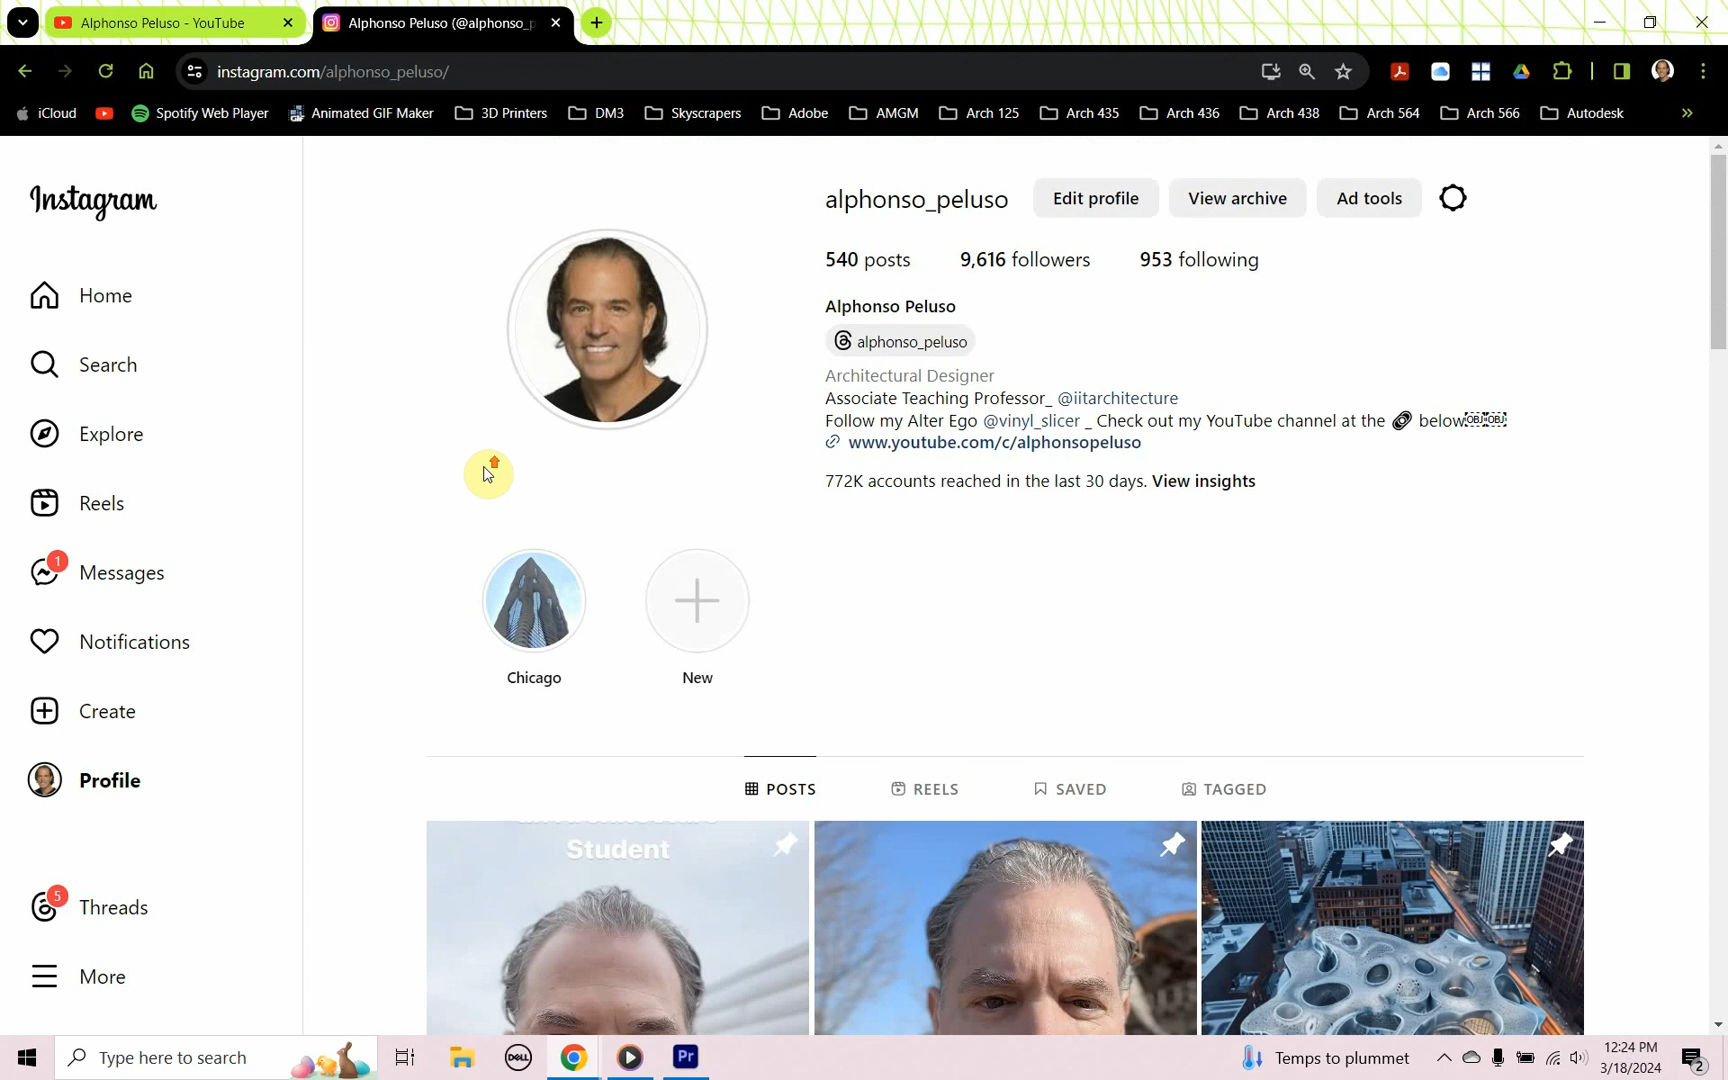 Alphonso Peluso - YouTube
Alphonso Peluso (@alphonso_p
instagram.com/alphonso_peluso/
iCloud
Spotify Web Player
Animated GIF Maker
3D Printers
DM3
Skyscrapers
Adobe
AMGM
Arch 125
Arch 435
Arch 436
Arch 438
Arch 564
Arch 566
Autodesk
Instagram
alphonso_peluso
Edit profile
View archive
Ad tools
540 posts
9,616 followers
953 following
Home
Alphonso Peluso
alphonso_peluso
Search
Architectural Designer
Associate Teaching Professor_ @iitarchitecture
Follow my Alter Ego @vinyl_slicer _ Check out my YouTube channel at the below
Explore
www.youtube.com/c/alphonsopeluso
772K accounts reached in the last 30 days. View insights
Reels
1
Messages
Notifications
Chicago
New
Create
Profile
POSTS
REELS
SAVED
TAGGED
Student
5
Threads
More
Type here to search
DELL
Pr
Temps to plummet
12:24 PM
3/18/2024
2